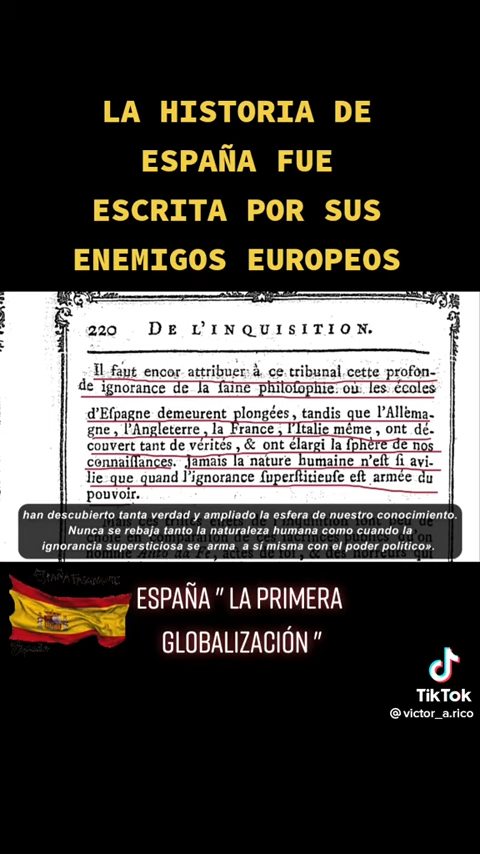 LA HISTORIA DE
ESPAÑA FUE
ESCRITA POR SUS
ENEMIGOS EUROPEOS
220 DE L'INQUISITION.
Il faut encor attribuer à ce tribunal cette profon-
de ignorance de la ſaine philoſophie où les écoles
d'Eſpagne demeurent plongées, tandis que l'Allema-
gne, l'Angleterre, la France, l'Italie même, ont dé-
couvert tant de vérités, & ont élargi la ſphère de nos
connaiſſances. Jamais la nature humaine n'eſt ſi avi-
lie que quand l'ignorance ſuperſtitieuſe eſt armée du
pouvoir.
han descubierto tanta verdad y ampliado la esfera de nuestro conocimiento.
Nunca se rebaja tanto la naturaleza humana como cuando la
ignorancia supersticiosa se arma a sí misma con el poder politico».
ESPAÑA " LA PRIMERA
GLOBALIZACIÓN "
TikTok
@victor_a.rico